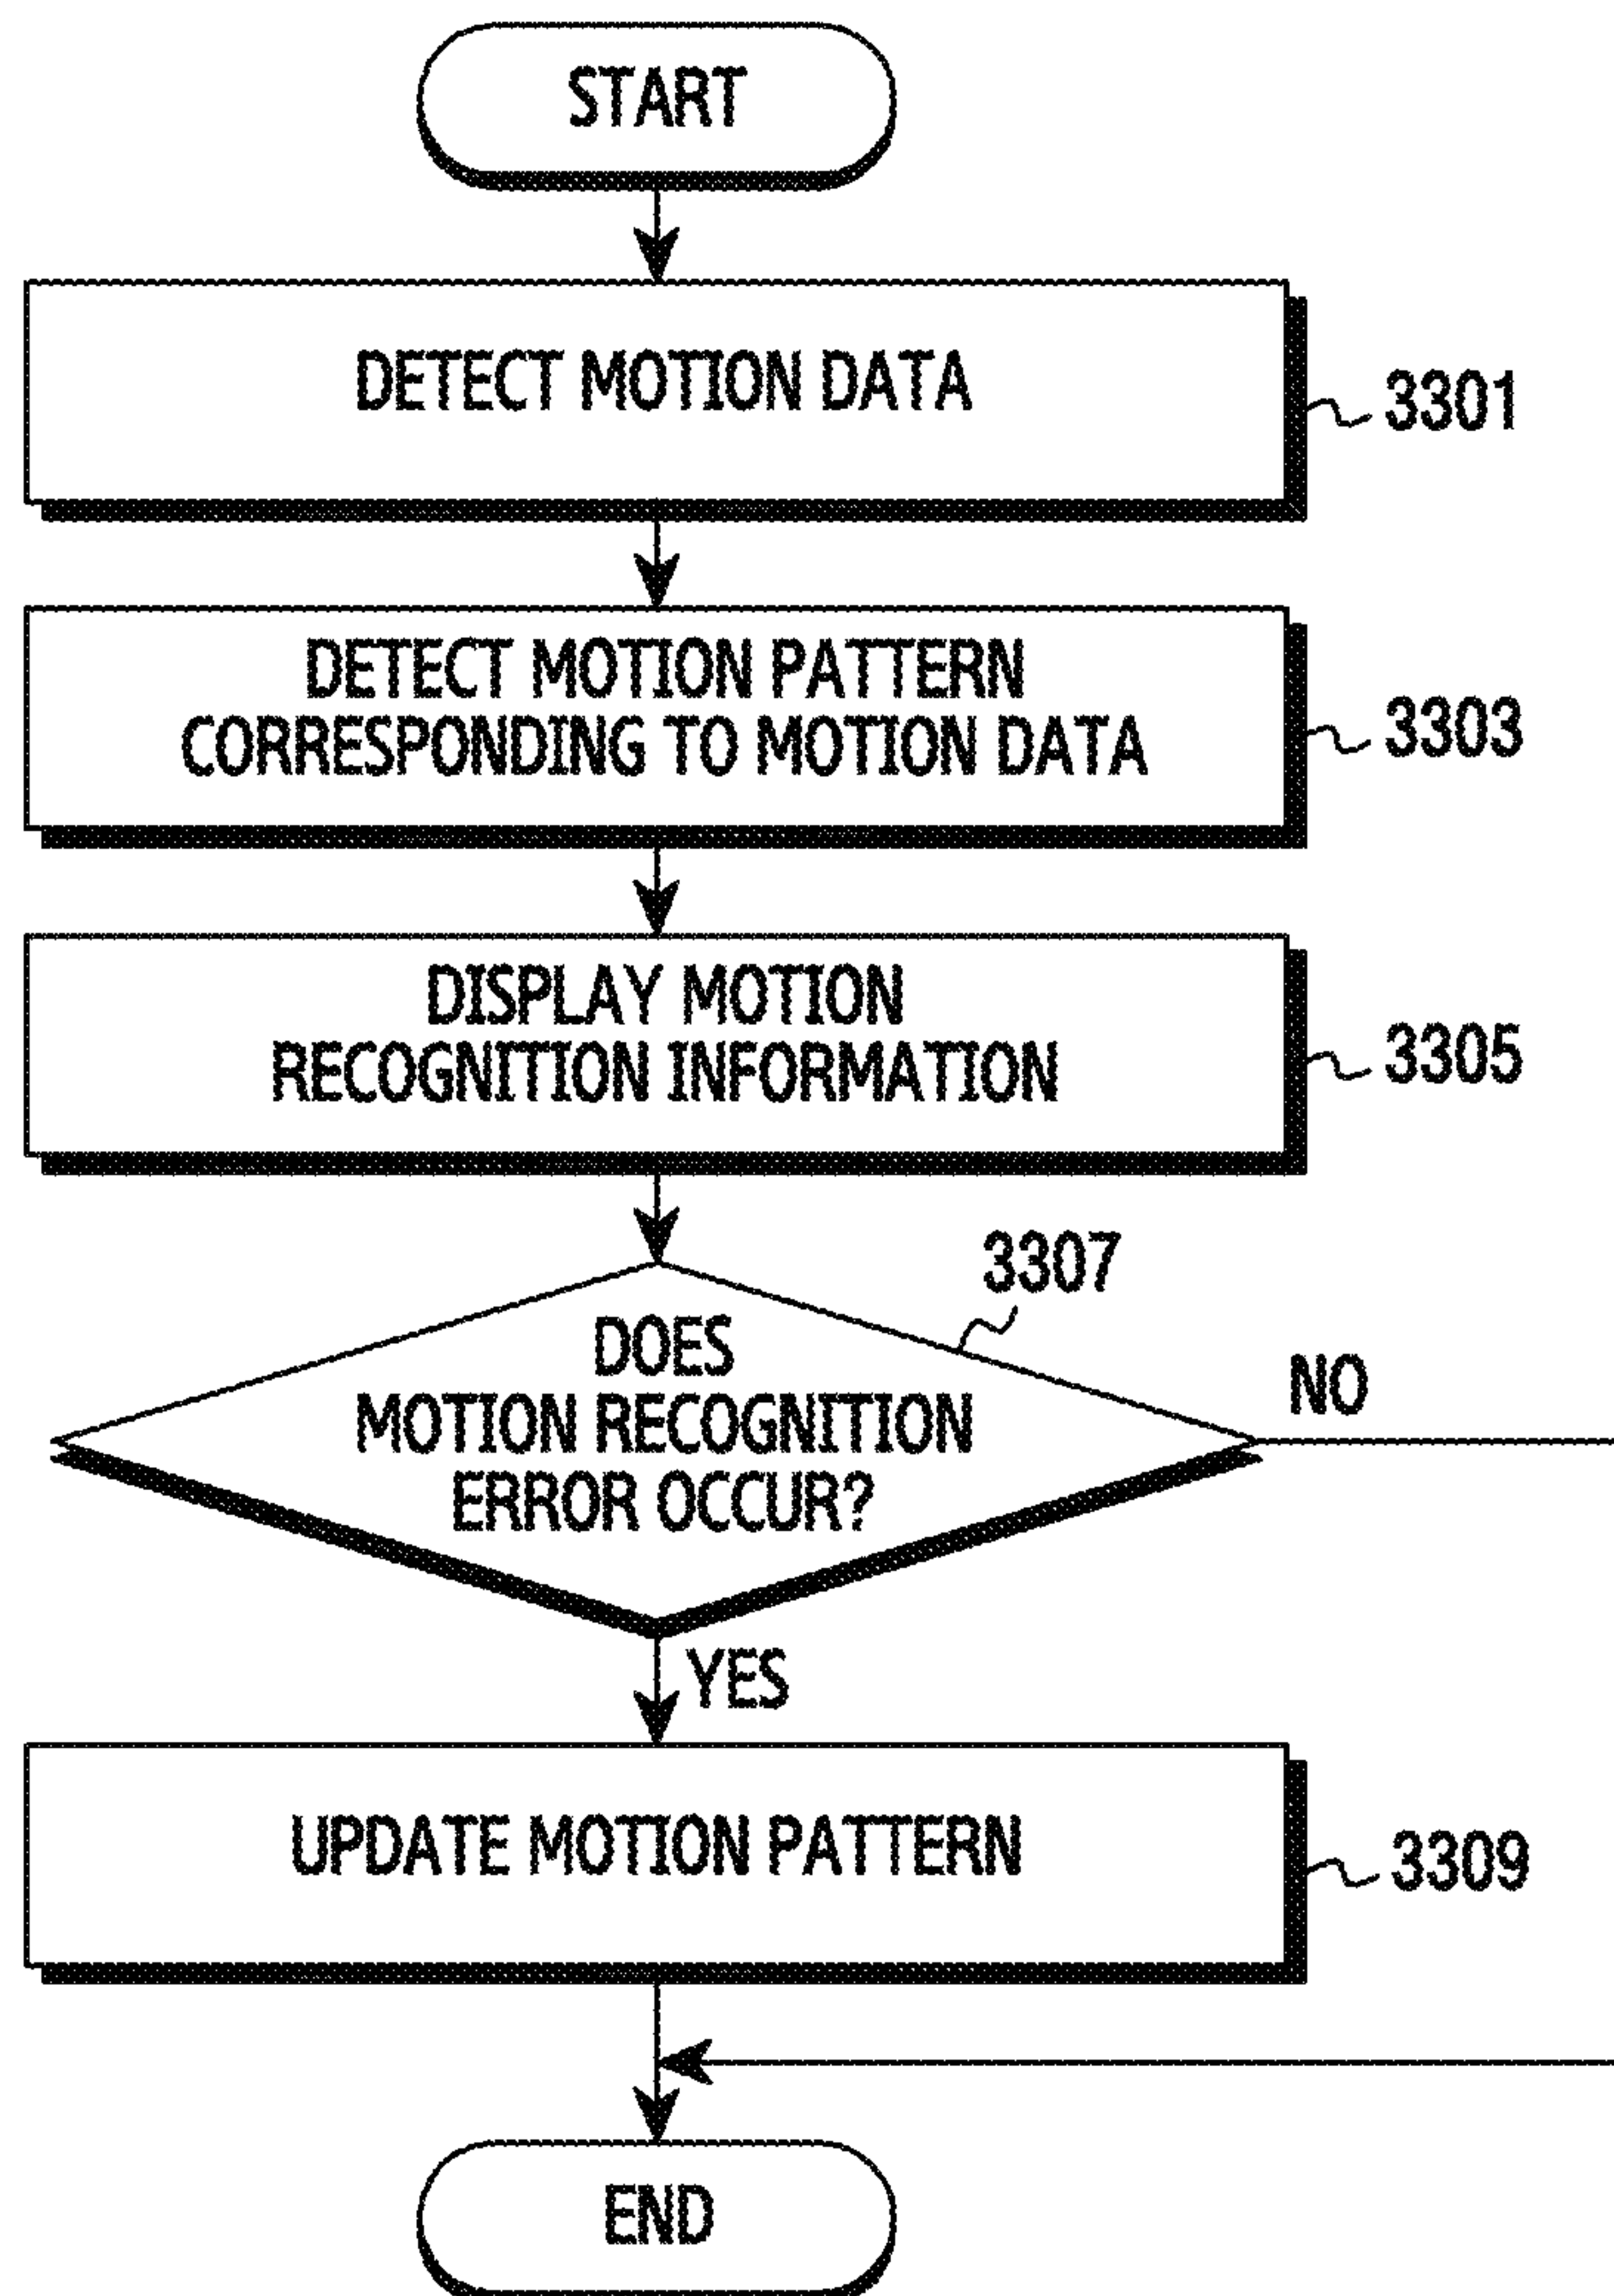 START
DETECT MOTION DATA
3301
DETECT MOTION PATTERN
CORRESPONDING TO MOTION DATA
3303
DISPLAY MOTION
RECOGNITION INFORMATION
3305
3307
DOES
MOTION RECOGNITION
ERROR OCCUR?
NO
YES
UPDATE MOTION PATTERN
3309
END